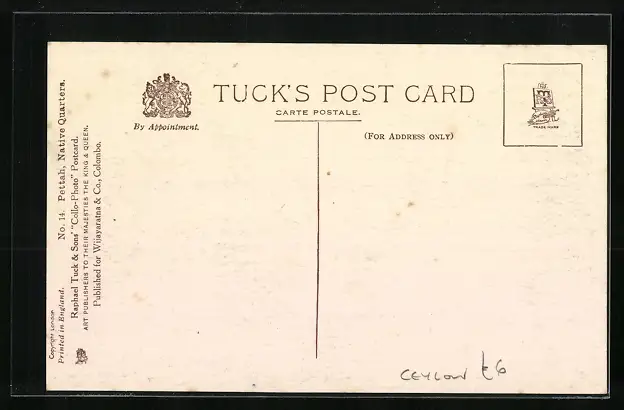 TUCK'S POST CARD
CARTE POSTALE.
(FOR ADDRESS ONLY)
By Appointment.
TRADE MARK
No. 14. Pettah, Native Quarters.
Raphael Tuck & Sons' "Collo-Photo" Postcard.
ART PUBLISHERS TO THEIR MAJESTIES THE KING & QUEEN.
Published for Wijayaratna & Co., Colombo.
Copyright London
Printed in England.
CEYLON £6